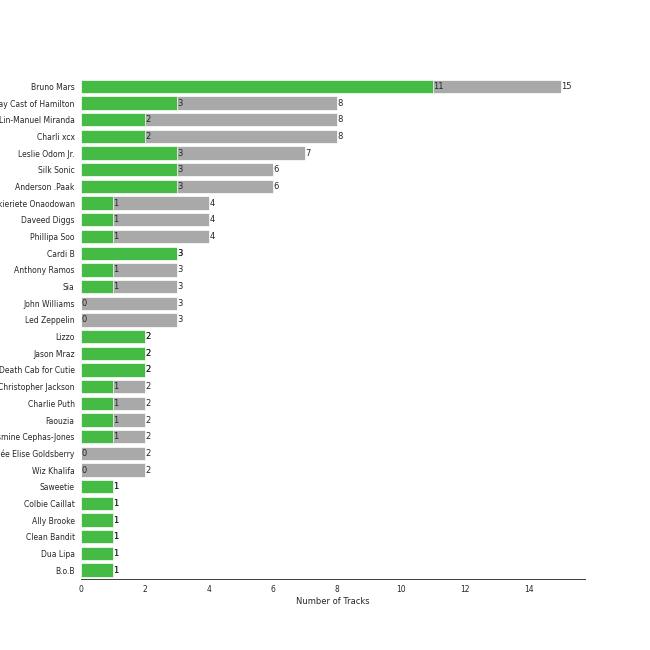 Bruno Mars 11 15
ay Cast of Hamilton 3 8
Lin-Manuel Miranda 2 8
Charli xcx 2 8
Leslie Odom Jr. 3 7
Silk Sonic 3 6
Anderson .Paak 3 6
kieriete Onaodowan 1 4
Daveed Diggs 1 4
Phillipa Soo 1 4
Cardi B 3
Anthony Ramos 1 3
Sia 1 3
John Williams 0 3
Led Zeppelin 0 3
Lizzo 2
Jason Mraz 2
Death Cab for Cutie 2
Christopher Jackson 1 2
Charlie Puth 1 2
Faouzia 1 2
smine Cephas-Jones 1 2
ée Elise Goldsberry 0 2
Wiz Khalifa 0 2
Saweetie 1
Colbie Caillat 1
Ally Brooke 1
Clean Bandit 1
Dua Lipa 1
B.o.B 1
0 2 4 6 8 10 12 14
Number of Tracks